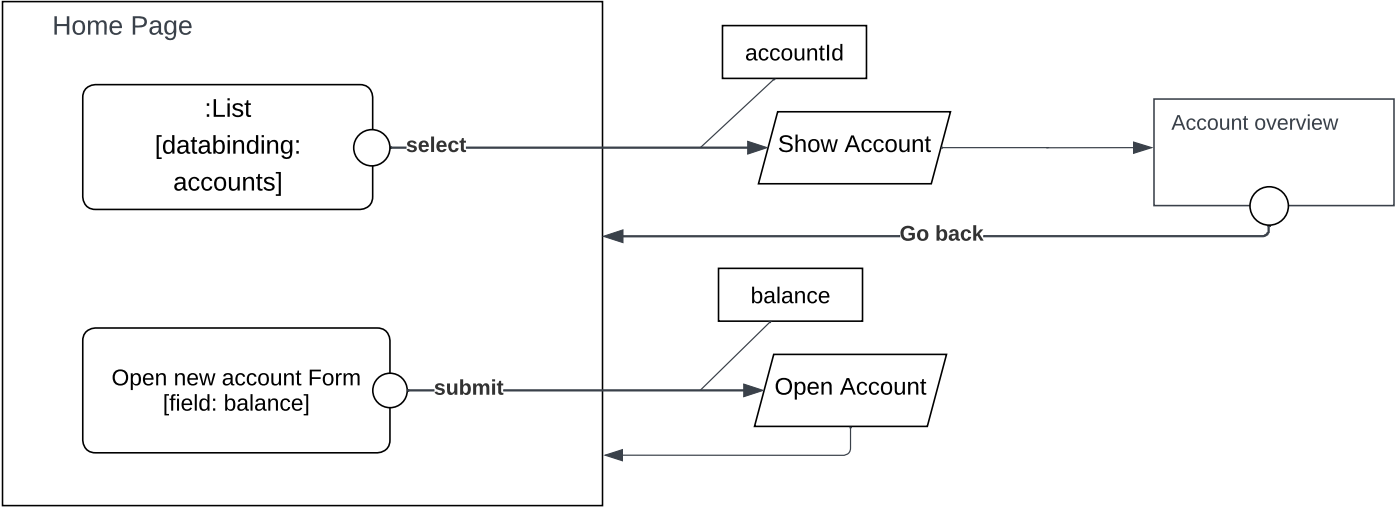 Home Page
accountId
:List
[databinding:
accounts]
select
Show Account
Account overview
Go back
balance
Open new account Form
[field: balance]
submit
Open Account